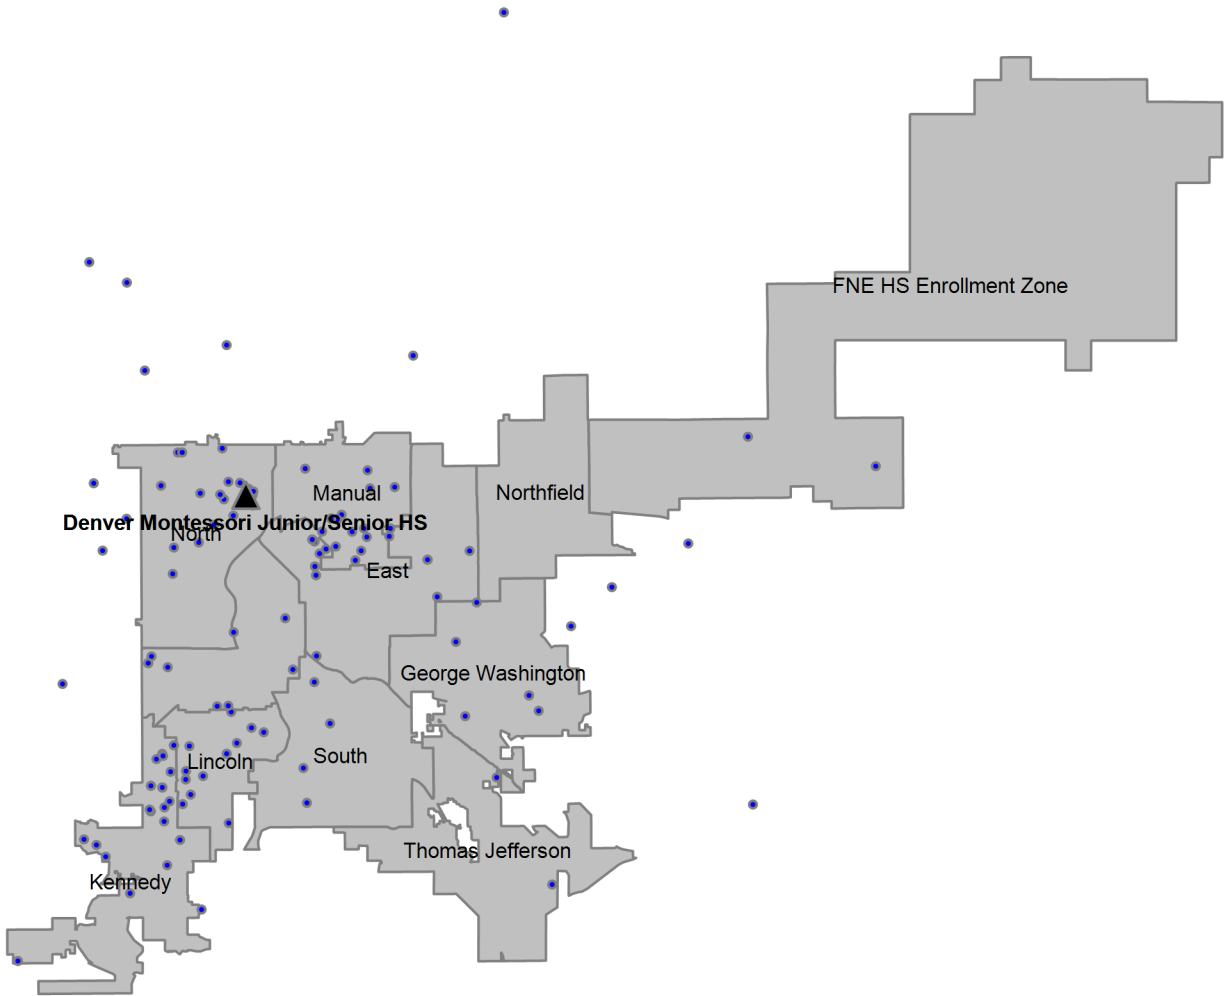 FNE HS Enrollment Zone
Manual
Northfield
Denver Montessori Junior/Senior HS
North
East
George Washington
South
Lincoln
Thomas Jefferson
Kennedy